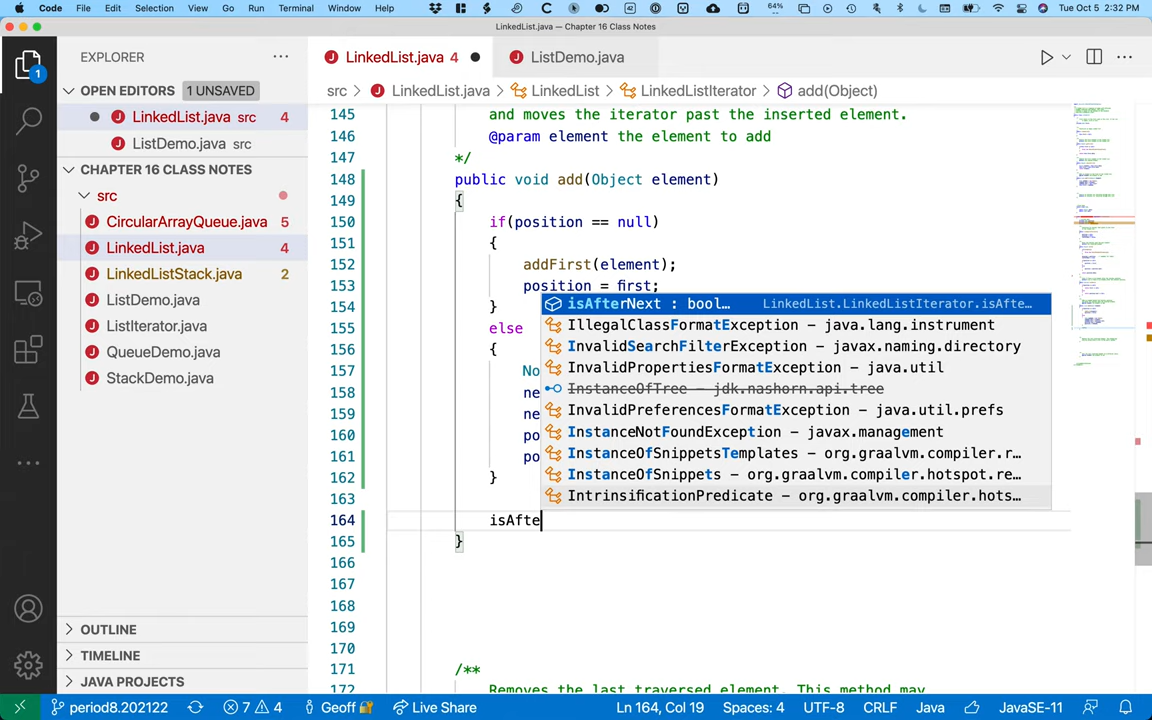 Code File Edit Selection View Go Run Terminal Window Help 64% Tue Oct 5 2:32 PM
LinkedList.java — Chapter 16 Class Notes
EXPLORER
OPEN EDITORS 1 UNSAVED
LinkedList.java src 4
ListDemo.java src
CHAPTER 16 CLASS NOTES
src
CircularArrayQueue.java 5
LinkedList.java 4
LinkedListStack.java 2
ListDemo.java
ListIterator.java
QueueDemo.java
StackDemo.java
OUTLINE
TIMELINE
JAVA PROJECTS
LinkedList.java 4
ListDemo.java
src > LinkedList.java > LinkedList > LinkedListIterator > add(Object)
145 and moves the iterator past the inserted element.
146 @param element the element to add
147 */
148 public void add(Object element)
149 {
150 if(position == null)
151 {
152 addFirst(element);
153 position = first;
154 }
155 else
156 {
157 No
158 ne
159 ne
160 po
161 po
162 }
163
164 isAfte
165 }
166
167
168
169
170
171 /**
172 Removes the last traversed element. This method may
isAfterNext : bool… LinkedList.LinkedListIterator.isAfte…
IllegalClassFormatException – java.lang.instrument
InvalidSearchFilterException – javax.naming.directory
InvalidPropertiesFormatException – java.util
InstanceOfTree – jdk.nashorn.api.tree
InvalidPreferencesFormatException – java.util.prefs
InstanceNotFoundException – javax.management
InstanceOfSnippetsTemplates – org.graalvm.compiler.r…
InstanceOfSnippets – org.graalvm.compiler.hotspot.re…
IntrinsificationPredicate – org.graalvm.compiler.hots…
1
period8.202122 7 4 Geoff Live Share Ln 164, Col 19 Spaces: 4 UTF-8 CRLF Java JavaSE-11